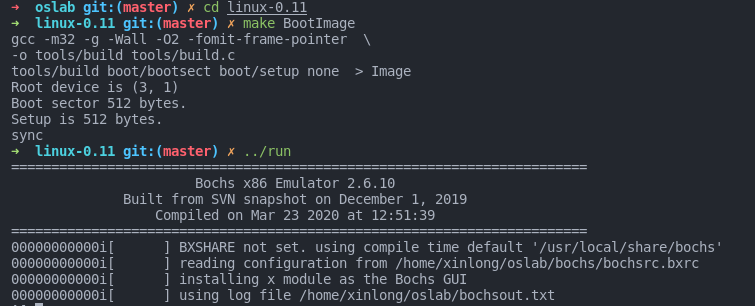 ➜  oslab git:(master) ✗ cd linux-0.11
➜  linux-0.11 git:(master) ✗ make BootImage
gcc -m32 -g -Wall -O2 -fomit-frame-pointer  \
-o tools/build tools/build.c
tools/build boot/bootsect boot/setup none  > Image
Root device is (3, 1)
Boot sector 512 bytes.
Setup is 512 bytes.
sync
➜  linux-0.11 git:(master) ✗ ../run
========================================================================
                       Bochs x86 Emulator 2.6.10
              Built from SVN snapshot on December 1, 2019
                  Compiled on Mar 23 2020 at 12:51:39
========================================================================
00000000000i[      ] BXSHARE not set. using compile time default '/usr/local/share/bochs'
00000000000i[      ] reading configuration from /home/xinlong/oslab/bochs/bochsrc.bxrc
00000000000i[      ] installing x module as the Bochs GUI
00000000000i[      ] using log file /home/xinlong/oslab/bochsout.txt